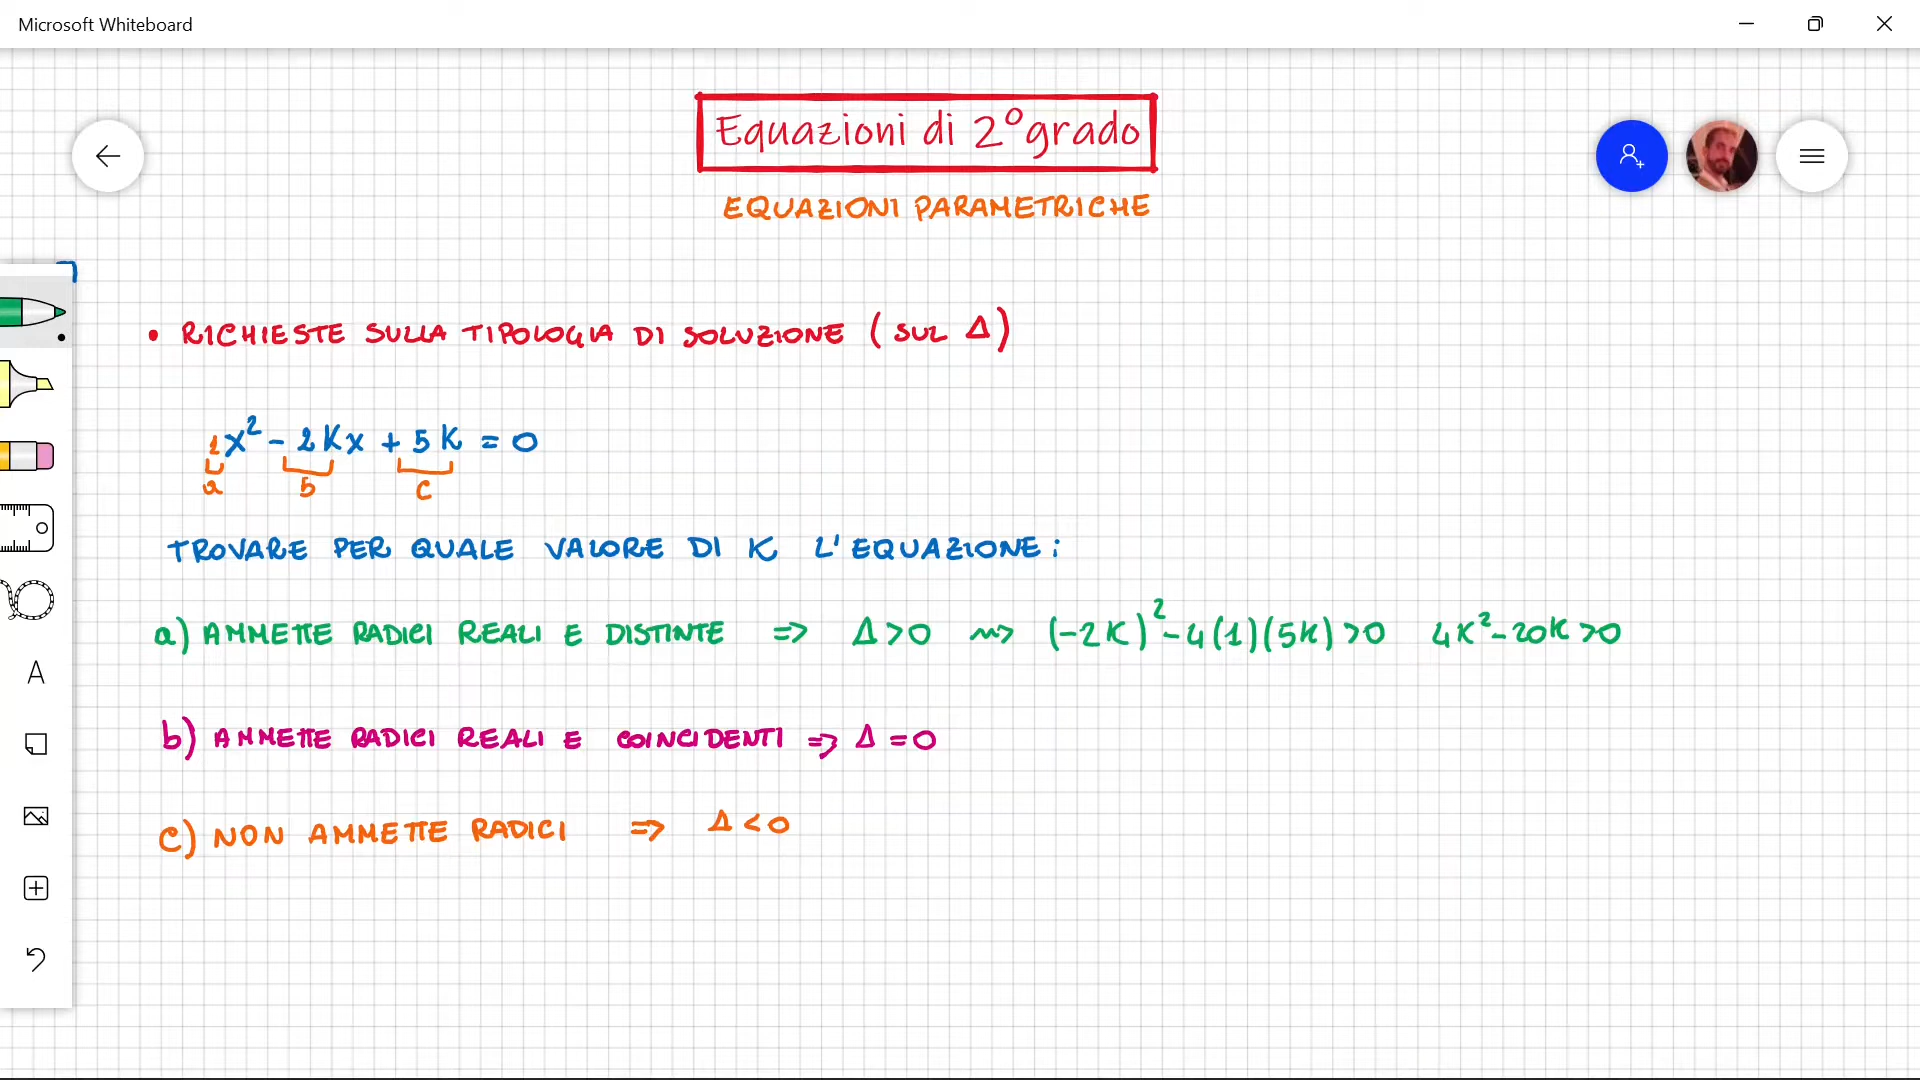 Microsoft Whiteboard
Equazioni di 2° grado
EQUAZIONI PARAMETRICHE
• RICHIESTE SULLA TIPOLOGIA DI SOLUZIONE (SUL Δ)
1x² - 2Kx + 5K = 0
a b c
TROVARE PER QUALE VALORE DI K L'EQUAZIONE:
a) AMMETTE RADICI REALI E DISTINTE => Δ>0 ⇝ (-2K)² - 4(1)(5K) >0 4K² - 20K >0
b) AMMETTE RADICI REALI E COINCIDENTI => Δ=0
c) NON AMMETTE RADICI => Δ<0
A